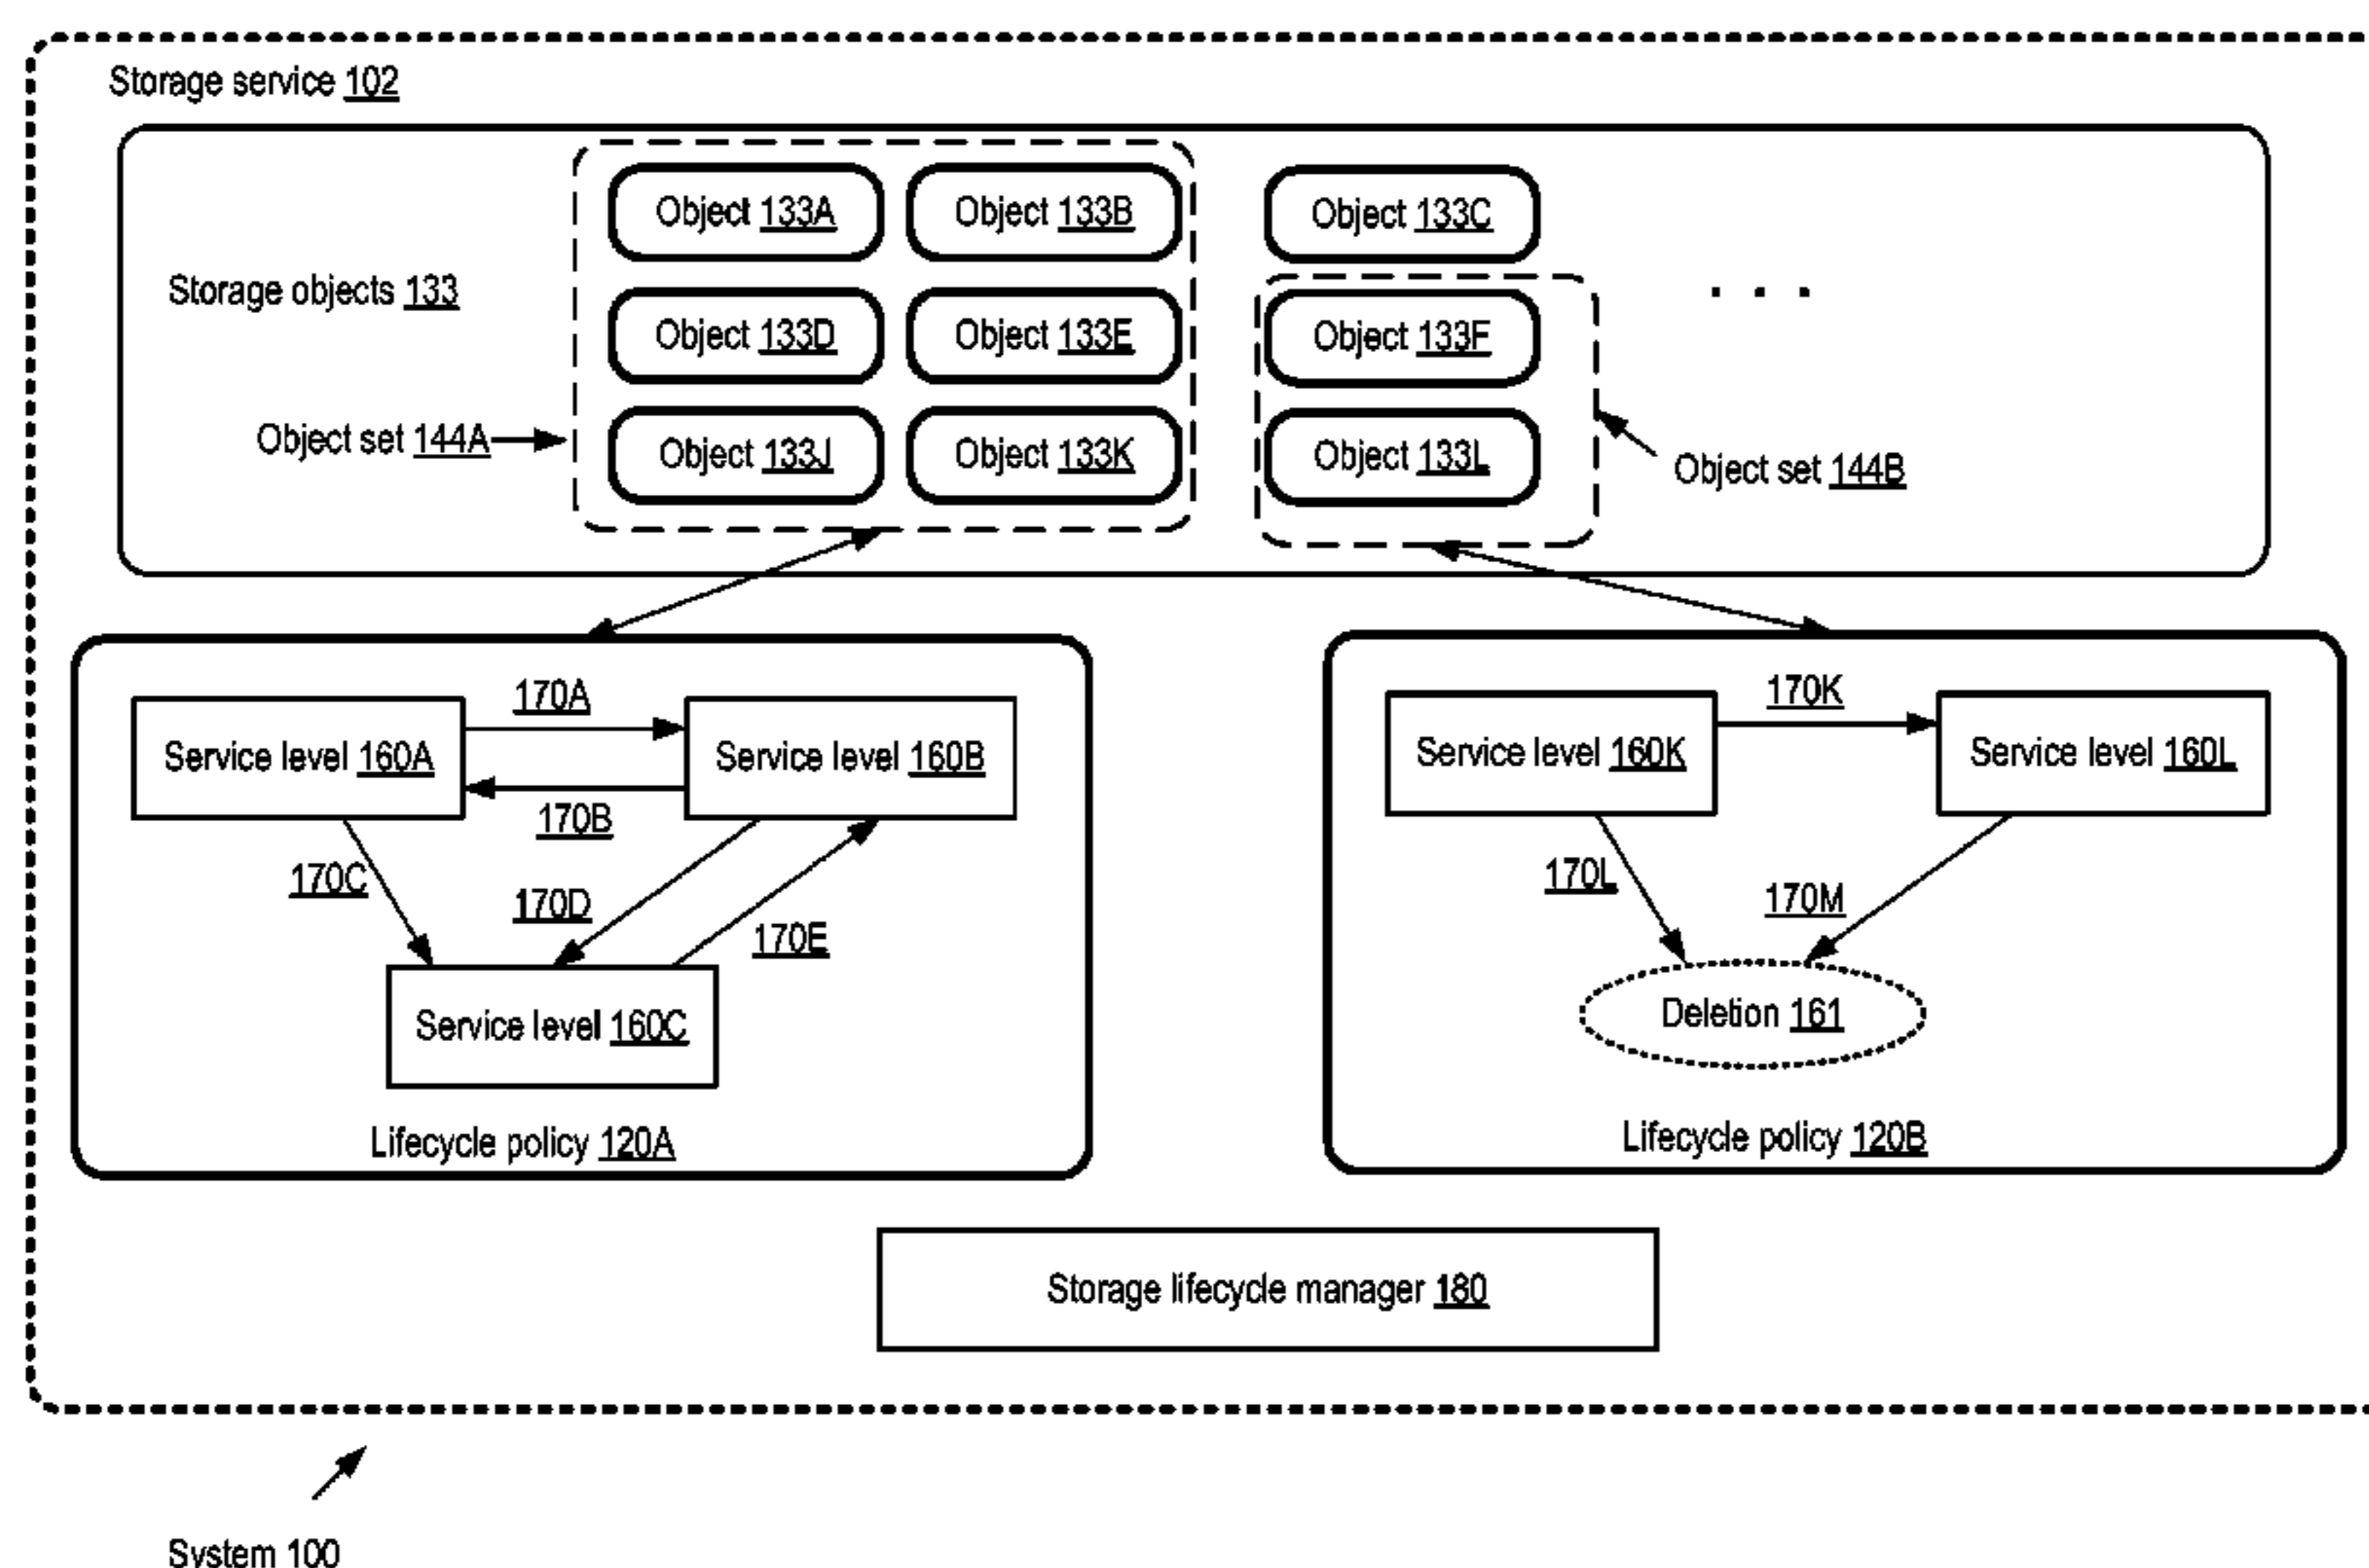 Storage service 102
Object 133A
Object 133B
Object 133C
Storage objects 133
. . .
Object 133D
Object 133E
Object 133F
Object set 144A
Object 133J
Object 133K
Object 133L
Object set 144B
170A
Service level 160A
Service level 160B
170B
170C
170D
170E
Service level 160C
Lifecycle policy 120A
170K
Service level 160K
Service level 160L
170L
170M
Deletion 161
Lifecycle policy 120B
Storage lifecycle manager 180
System 100